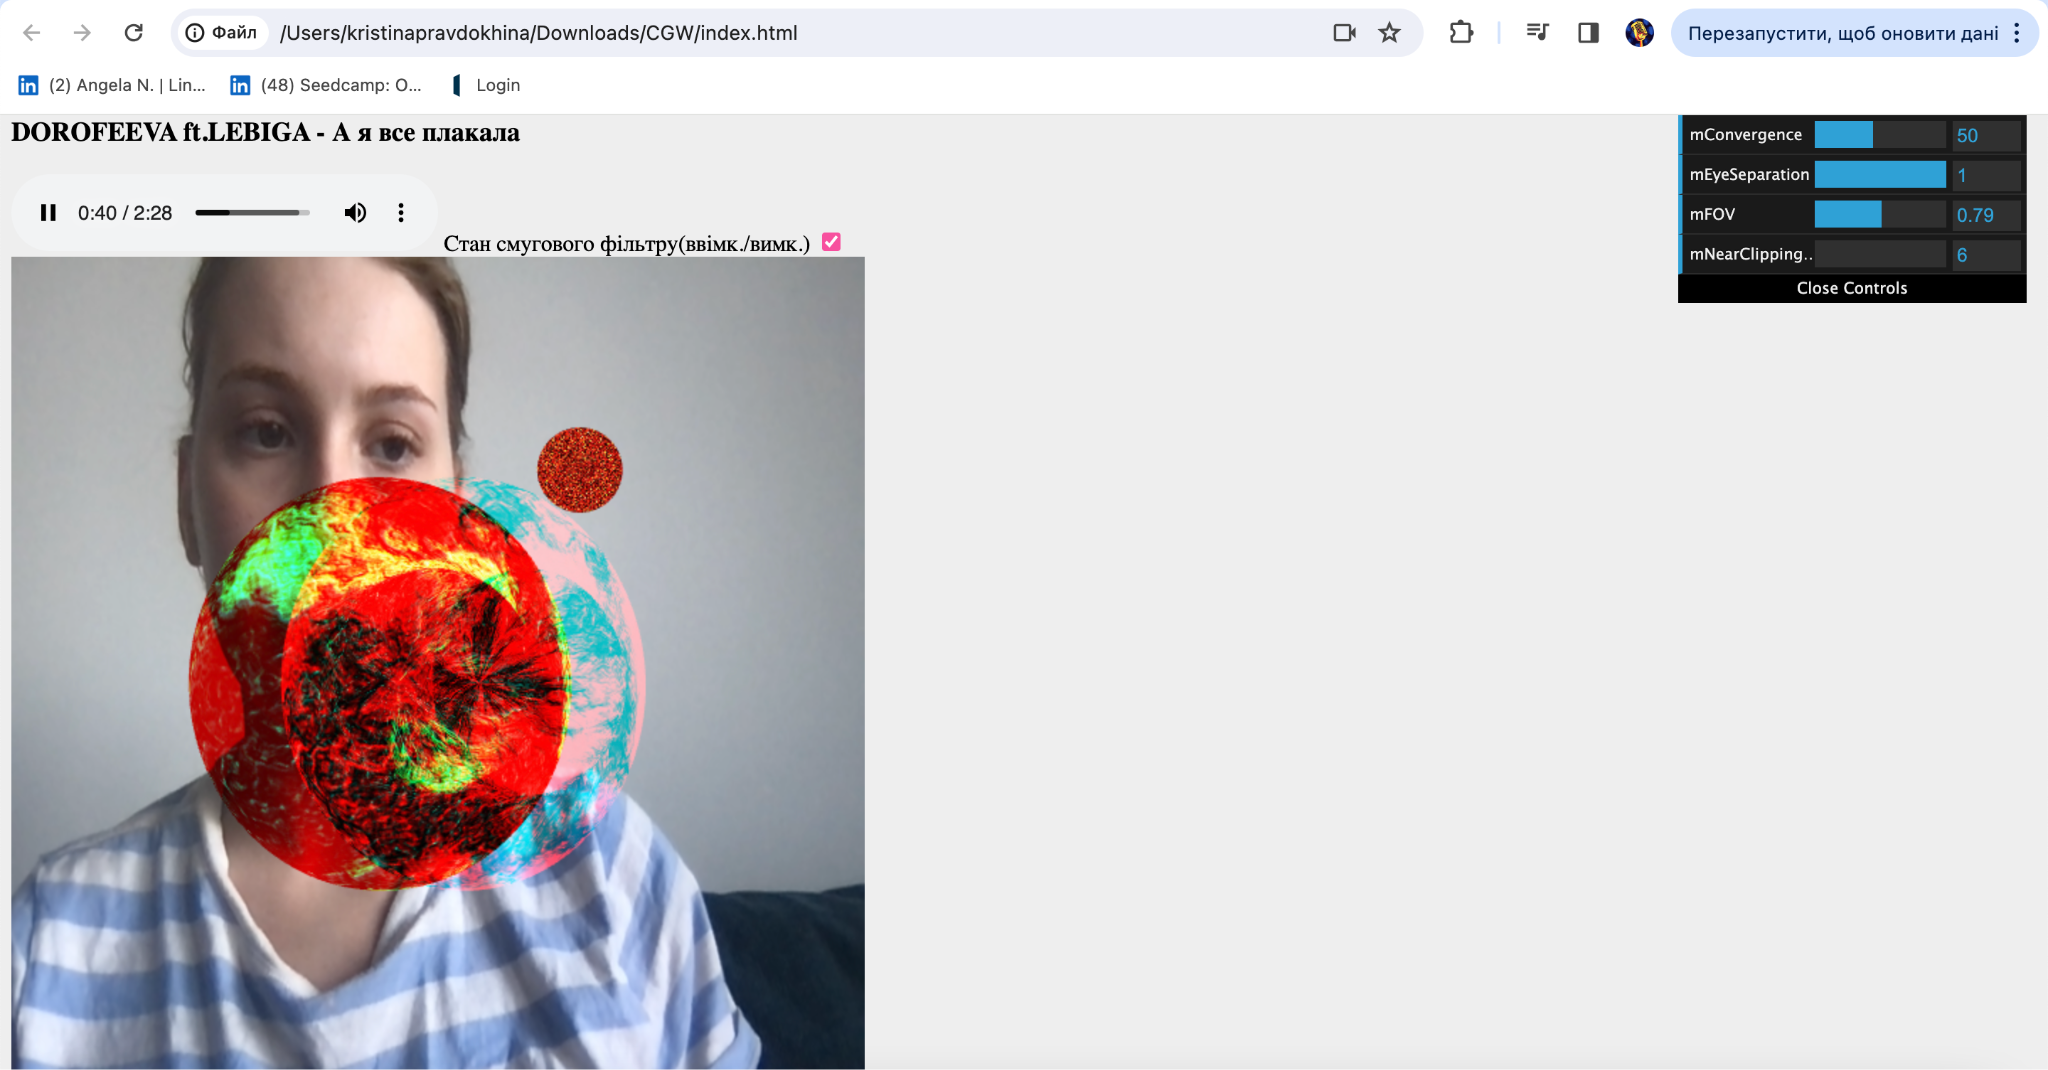 Файл /Users/kristinapravdokhina/Downloads/CGW/index.html Перезапустити, щоб оновити дані
(2) Angela N. | Lin... (48) Seedcamp: O... Login
DOROFEEVA ft.LEBIGA - А я все плакала
0:40 / 2:28
Стан смугового фільтру(ввімк./вимк.)
mConvergence 50
mEyeSeparation 1
mFOV 0.79
mNearClipping.. 6
Close Controls